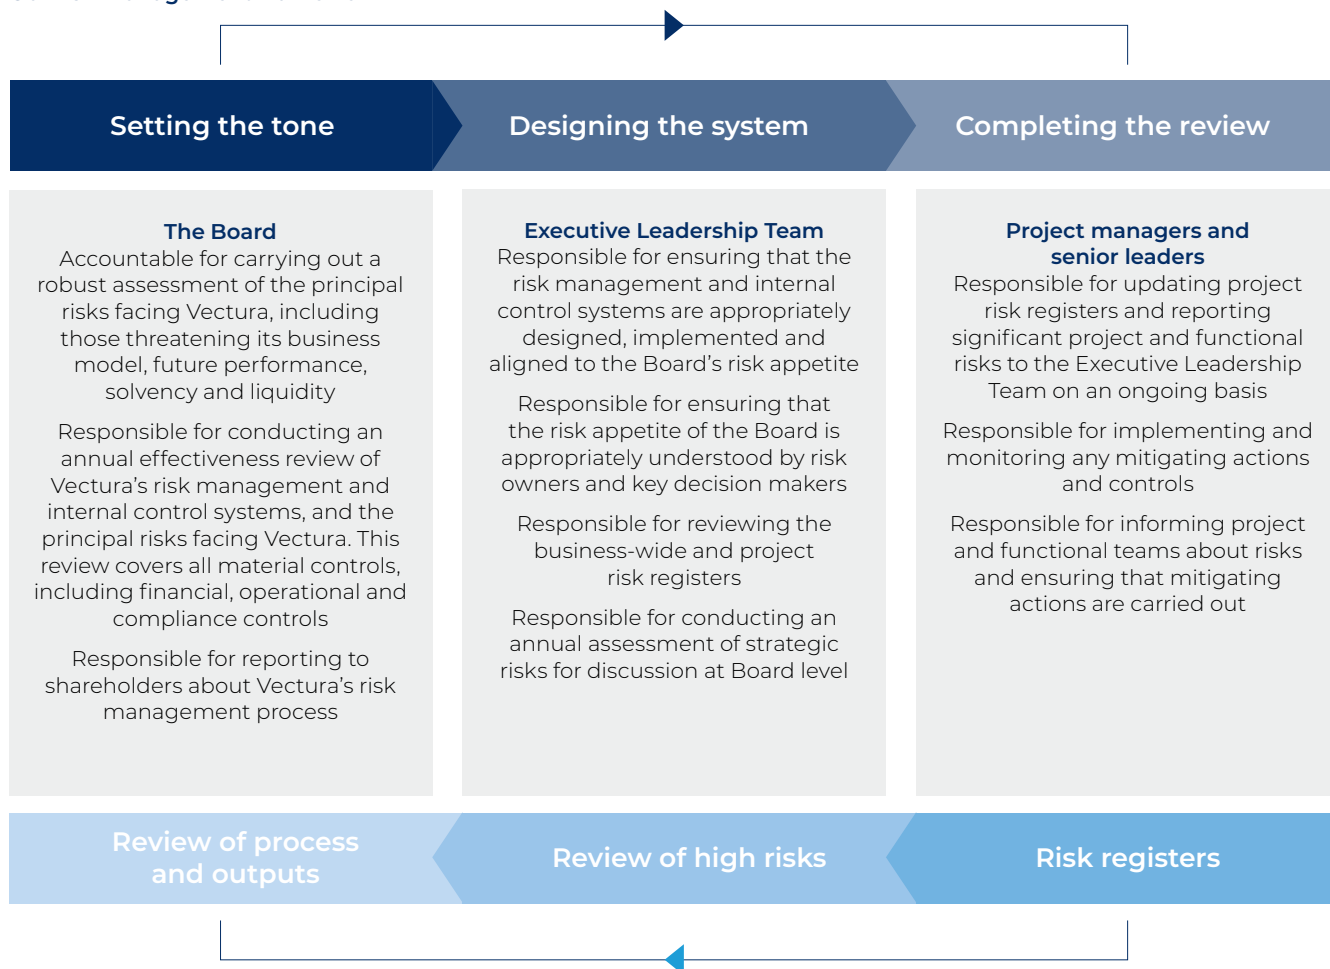 Setting the tone
Designing the system
Completing the review
The Board
Accountable for carrying out a
robust assessment of the principal
risks facing Vectura, including
those threatening its business
model, future performance,
solvency and liquidity
Responsible for conducting an
annual effectiveness review of
Vectura’s risk management and
internal control systems, and the
principal risks facing Vectura. This
review covers all material controls,
including financial, operational and
compliance controls
Responsible for reporting to
shareholders about Vectura’s risk
management process
Executive Leadership Team
Responsible for ensuring that the
risk management and internal
control systems are appropriately
designed, implemented and
aligned to the Board’s risk appetite
Responsible for ensuring that
the risk appetite of the Board is
appropriately understood by risk
owners and key decision makers
Responsible for reviewing the
business-wide and project
risk registers
Responsible for conducting an
annual assessment of strategic
risks for discussion at Board level
Project managers and
senior leaders
Responsible for updating project
risk registers and reporting
significant project and functional
risks to the Executive Leadership
Team on an ongoing basis
Responsible for implementing and
monitoring any mitigating actions
and controls
Responsible for informing project
and functional teams about risks
and ensuring that mitigating
actions are carried out
Review of process
and outputs
Review of high risks
Risk registers